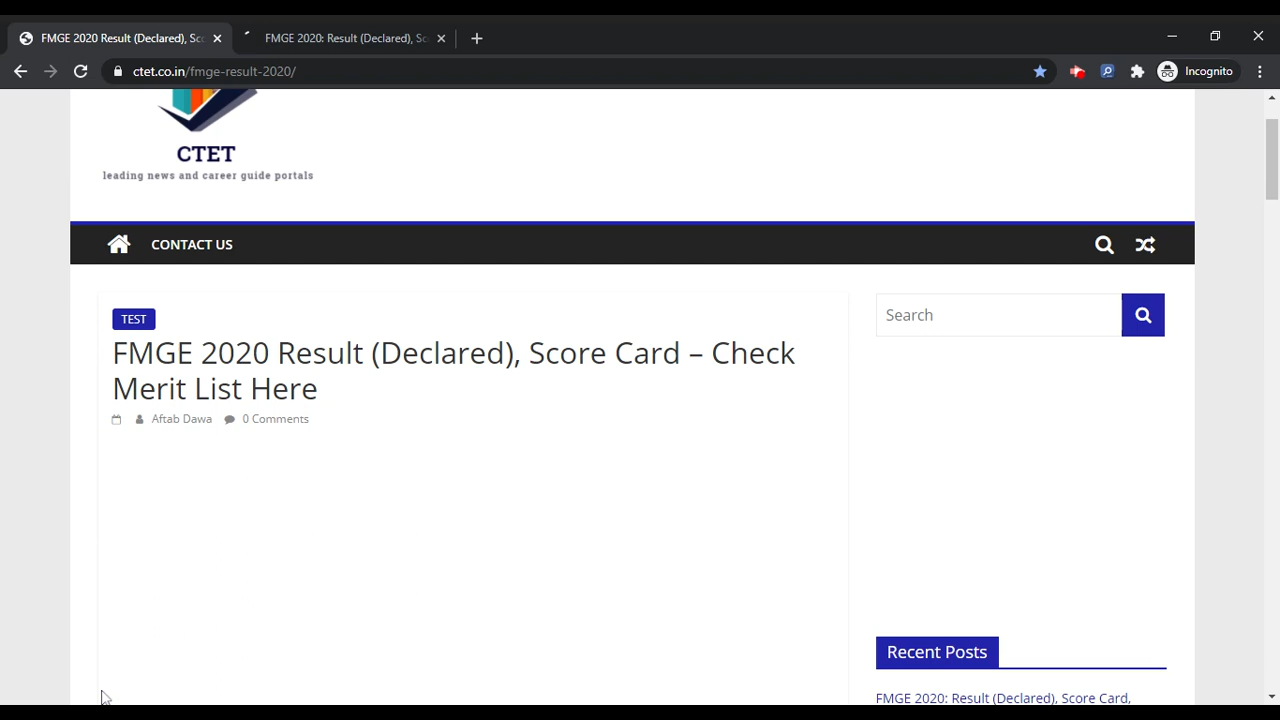 FMGE 2020 Result (Declared), Sc
FMGE 2020: Result (Declared), S
ctet.co.in/fmge-result-2020/
Incognito
CTET
leading news and career guide portals
CONTACT US
TEST
FMGE 2020 Result (Declared), Score Card – Check
Merit List Here
Aftab Dawa
0 Comments
Search
Recent Posts
FMGE 2020: Result (Declared), Score Card,